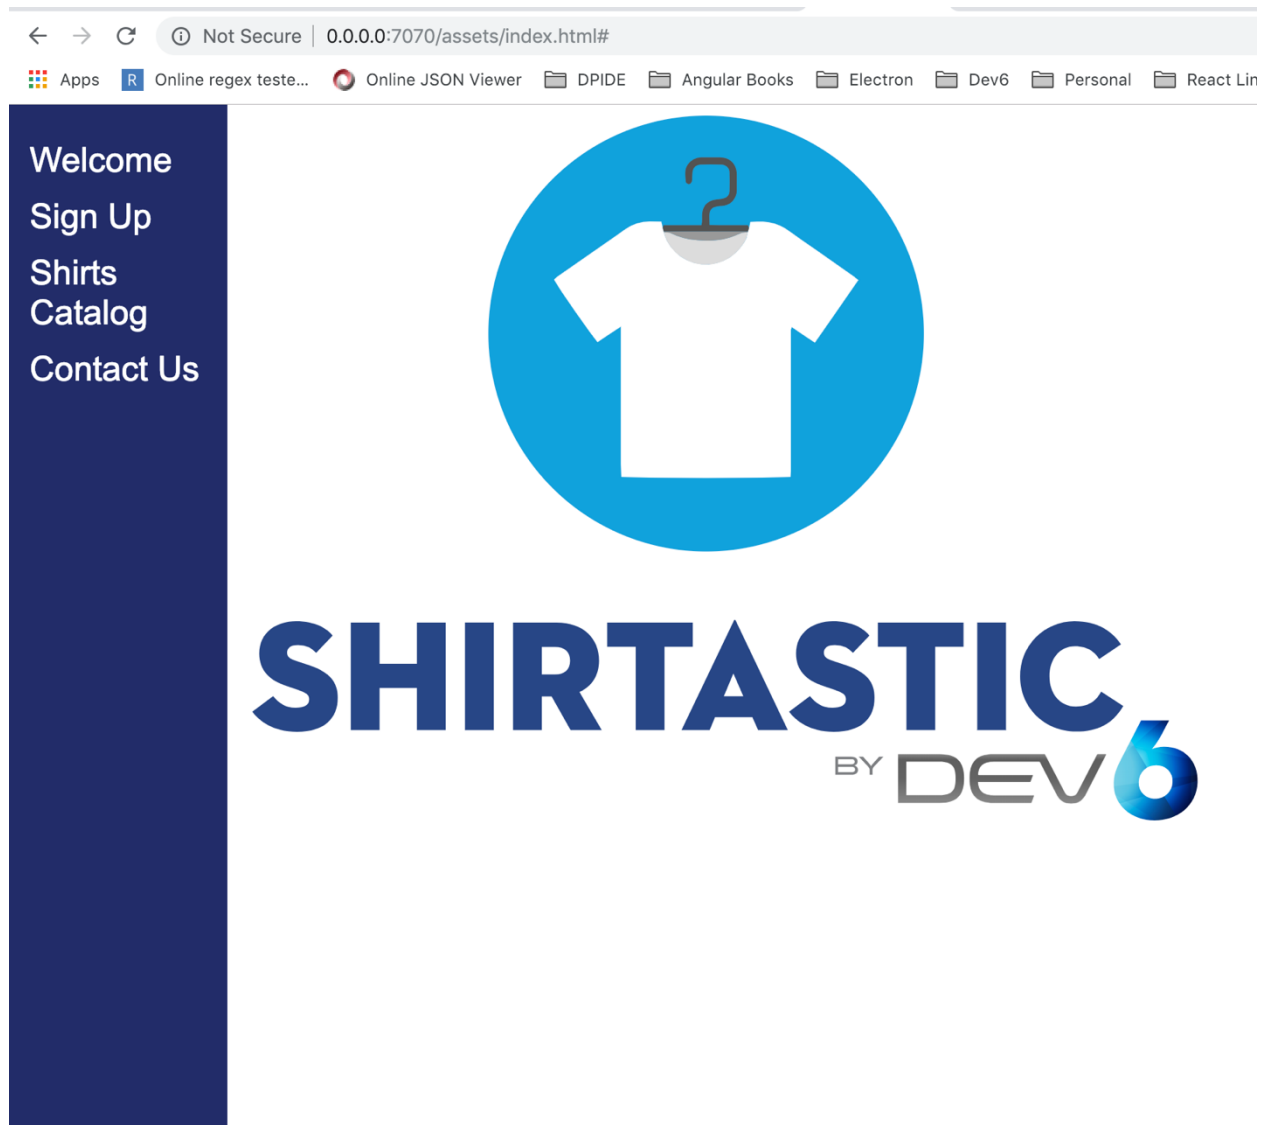 Not Secure | 0.0.0.0:7070/assets/index.html#
Apps R Online regex teste... Online JSON Viewer DPIDE Angular Books Electron Dev6 Personal React Lin
Welcome
Sign Up
Shirts
Catalog
Contact Us
SHIRTASTIC
BY DEV6